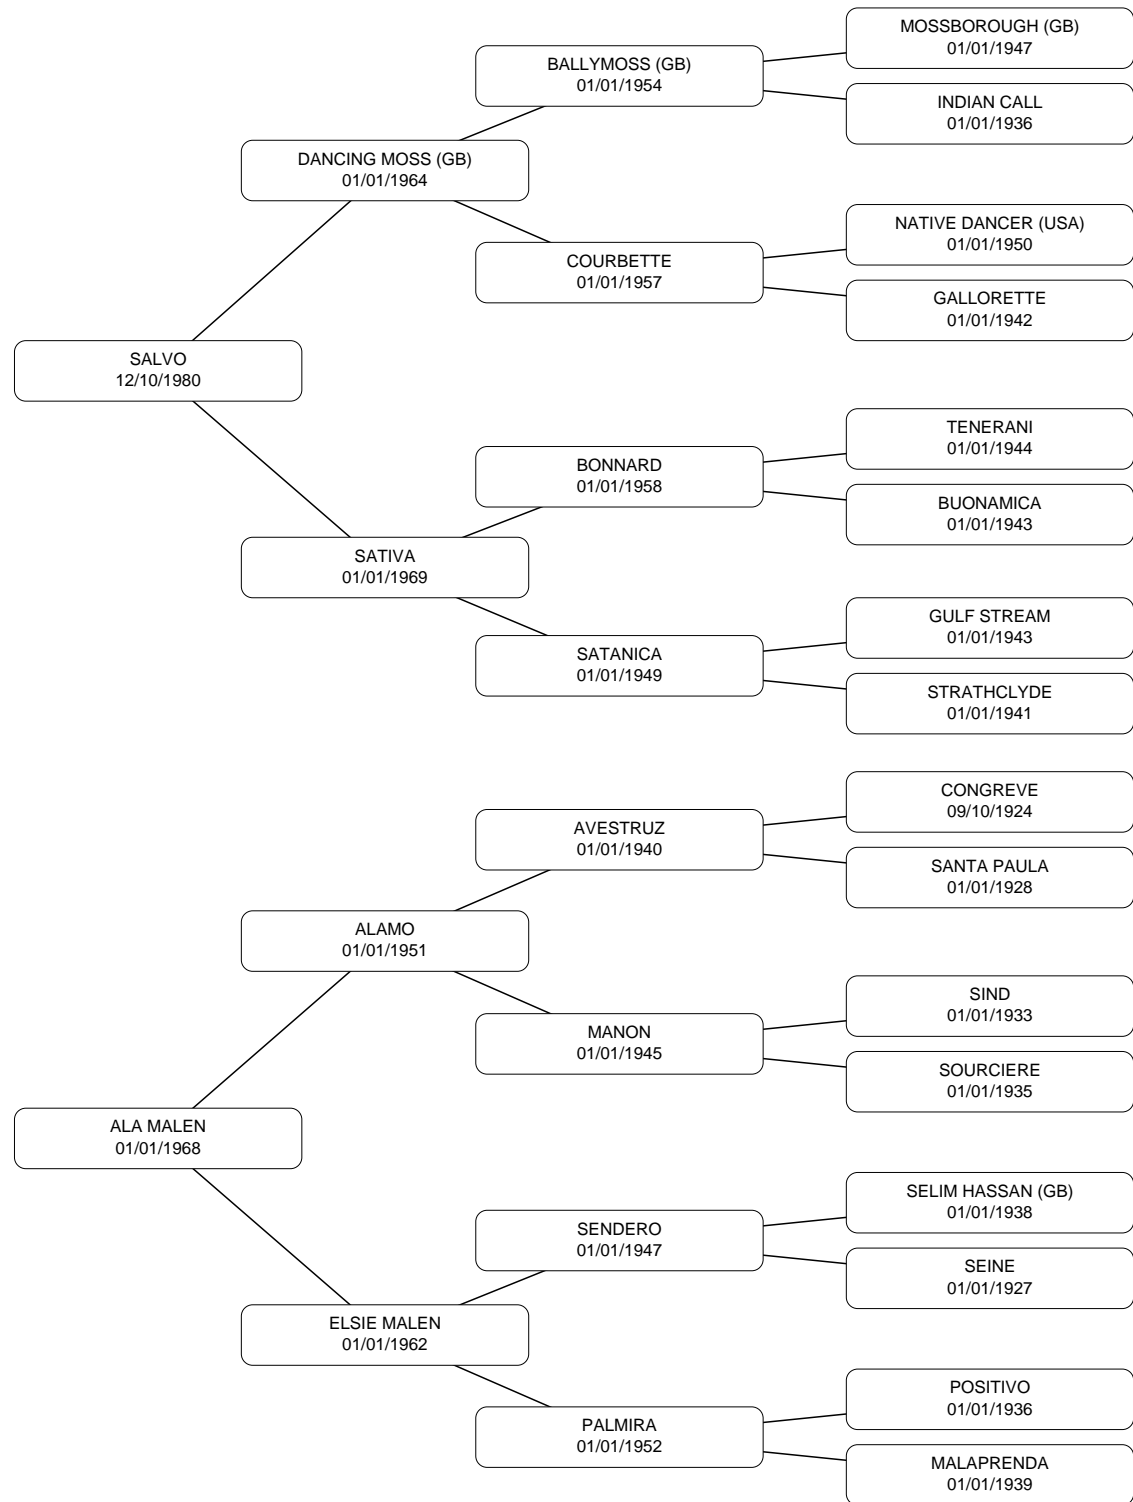 MOSSBOROUGH (GB)
01/01/1947
BALLYMOSS (GB)
01/01/1954
INDIAN CALL
01/01/1936
DANCING MOSS (GB)
01/01/1964
NATIVE DANCER (USA)
01/01/1950
COURBETTE
01/01/1957
GALLORETTE
01/01/1942
SALVO
12/10/1980
TENERANI
01/01/1944
BONNARD
01/01/1958
BUONAMICA
01/01/1943
SATIVA
01/01/1969
GULF STREAM
01/01/1943
SATANICA
01/01/1949
STRATHCLYDE
01/01/1941
CONGREVE
09/10/1924
AVESTRUZ
01/01/1940
SANTA PAULA
01/01/1928
ALAMO
01/01/1951
SIND
01/01/1933
MANON
01/01/1945
SOURCIERE
01/01/1935
ALA MALEN
01/01/1968
SELIM HASSAN (GB)
01/01/1938
SENDERO
01/01/1947
SEINE
01/01/1927
ELSIE MALEN
01/01/1962
POSITIVO
01/01/1936
PALMIRA
01/01/1952
MALAPRENDA
01/01/1939